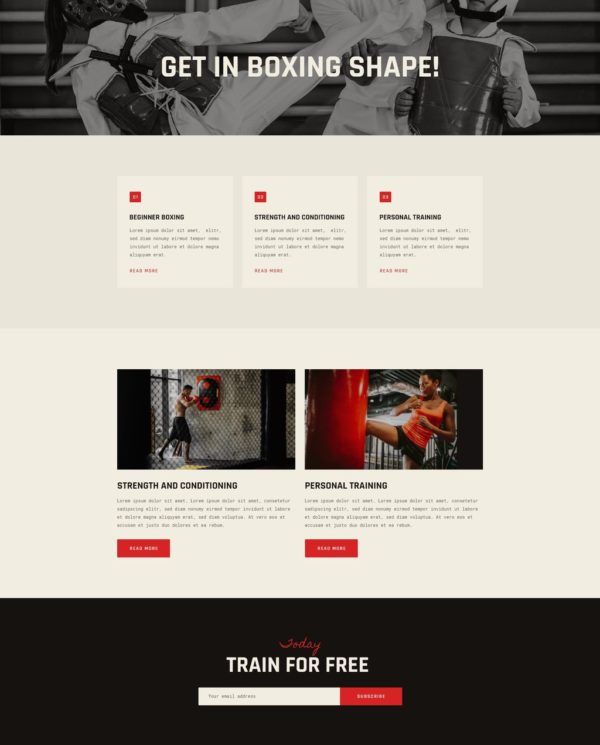 GET IN BOXING SHAPE!
01
BEGINNER BOXING
Lorem ipsum dolor sit amet, elitr,
sed diam nonumy eirmod tempor nemo
invidunt ut labore et dolore magna
aliquyam erat.
READ MORE
02
STRENGTH AND CONDITIONING
Lorem ipsum dolor sit amet, elitr,
sed diam nonumy eirmod tempor nemo
invidunt ut labore et dolore magna
aliquyam erat.
READ MORE
03
PERSONAL TRAINING
Lorem ipsum dolor sit amet, elitr,
sed diam nonumy eirmod tempor nemo
invidunt ut labore et dolore magna
aliquyam erat.
READ MORE
STRENGTH AND CONDITIONING
Lorem ipsum dolor sit amet. Lorem ipsum dolor sit amet, consetetur
sadipscing elitr, sed diam nonumy eirmod tempor invidunt ut labore
et dolore magna aliquyam erat, sed diam voluptua. At vero eos et
accusam et justo duo dolores et ea rebum.
READ MORE
PERSONAL TRAINING
Lorem ipsum dolor sit amet. Lorem ipsum dolor sit amet, consetetur
sadipscing elitr, sed diam nonumy eirmod tempor invidunt ut labore
et dolore magna aliquyam erat, sed diam voluptua. At vero eos et
accusam et justo duo dolores et ea rebum.
READ MORE
Today
TRAIN FOR FREE
Your email address
SUBSCRIBE